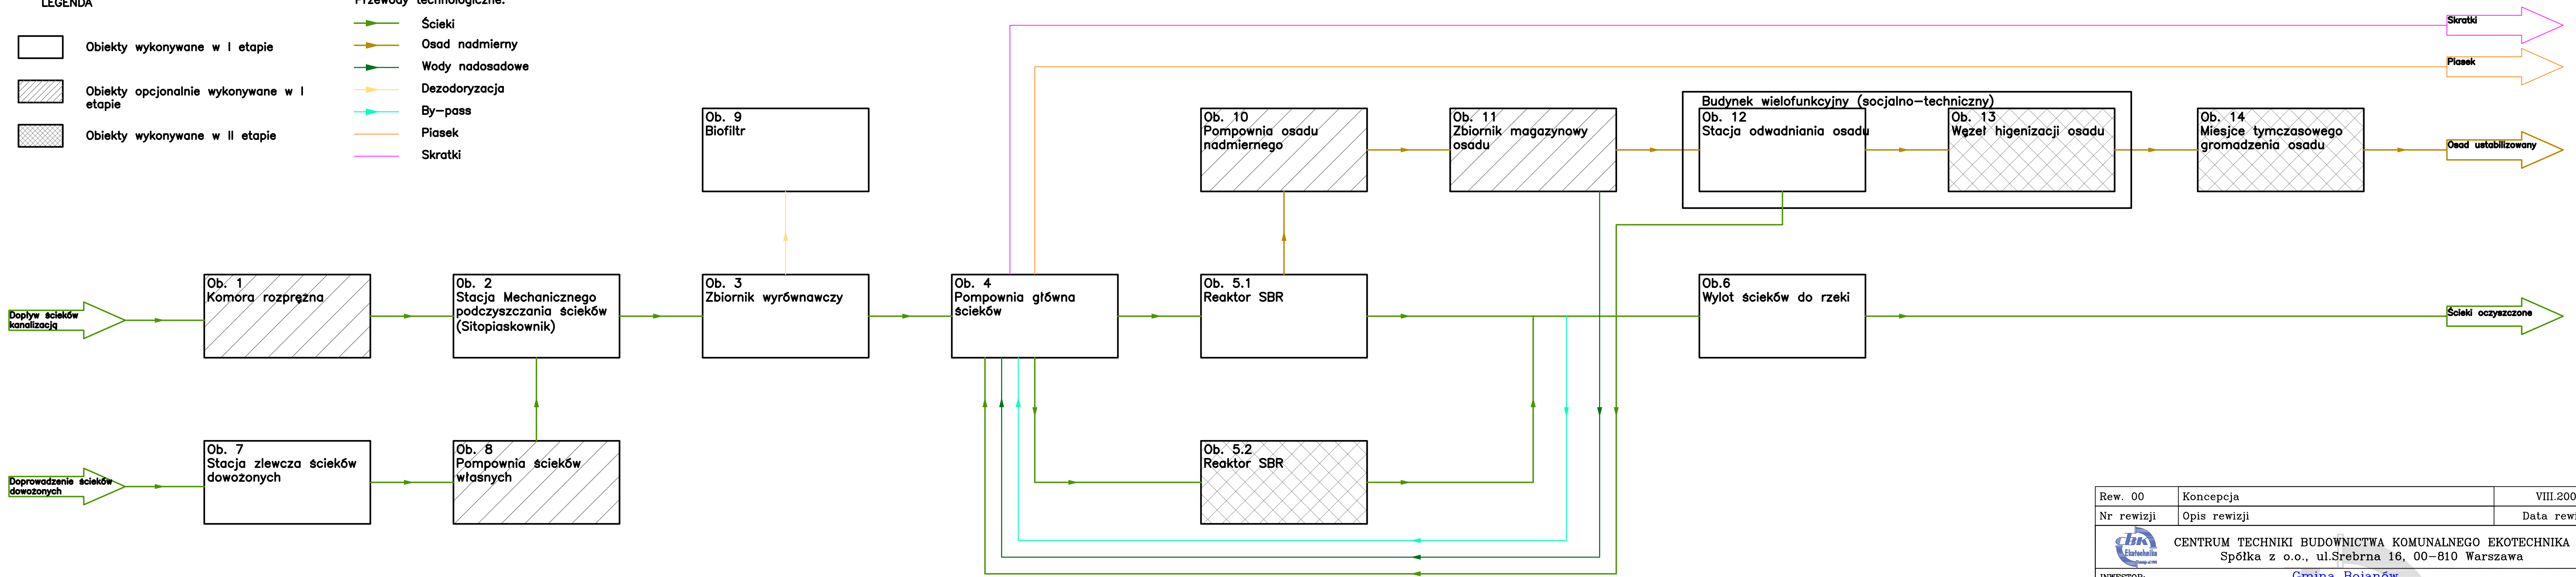 LEGENDA
Obiekty wykonywane w I etapie
Obiekty opcjonalnie wykonywane w I
etapie
Obiekty wykonywane w II etapie
Przewody technologiczne:
Ścieki
Osad nadmierny
Wody nadosadowe
Dezodoryzacja
By-pass
Piasek
Skratki
Skratki
Piasek
Ob. 9
Biofiltr
Ob. 10
Pompownia osadu
nadmiernego
Ob. 11
Zbiornik magazynowy
osadu
Budynek wielofunkcyjny (socjalno-techniczny)
Ob. 12
Stacja odwadniania osadu
Ob. 13
Węzeł higenizacji osadu
Ob. 14
Miesjce tymczasowego
gromadzenia osadu
Osad ustabilizowany
Dopływ ścieków
kanalizacją
Ob. 1
Komora rozprężna
Ob. 2
Stacja Mechanicznego
podczyszczania ścieków
(Sitopiaskownik)
Ob. 3
Zbiornik wyrównawczy
Ob. 4
Pompownia główna
ścieków
Ob. 5.1
Reaktor SBR
Ob.6
Wylot ścieków do rzeki
Ścieki oczyszczone
Doprowadzenie ścieków
dowożonych
Ob. 7
Stacja zlewcza ścieków
dowożonych
Ob. 8
Pompownia ścieków
własnych
Ob. 5.2
Reaktor SBR
Rew. 00 Koncepcja VIII.200
Nr rewizji Opis rewizji Data rew
cbk
Ekotechnika
CENTRUM TECHNIKI BUDOWNICTWA KOMUNALNEGO EKOTECHNIKA
Spółka z o.o., ul.Srebrna 16, 00-810 Warszawa
INWESTOR: Gmina Bojanów